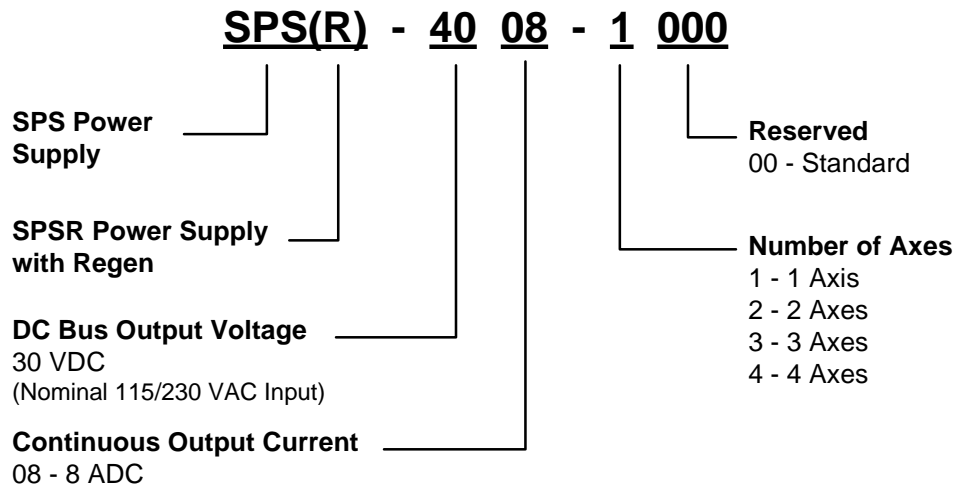 SPS(R) - 40 08 - 1 000
SPS Power
Supply
SPSR Power Supply
with Regen
DC Bus Output Voltage
30 VDC
(Nominal 115/230 VAC Input)
Continuous Output Current
08 - 8 ADC
Reserved
00 - Standard
Number of Axes
1 - 1 Axis
2 - 2 Axes
3 - 3 Axes
4 - 4 Axes